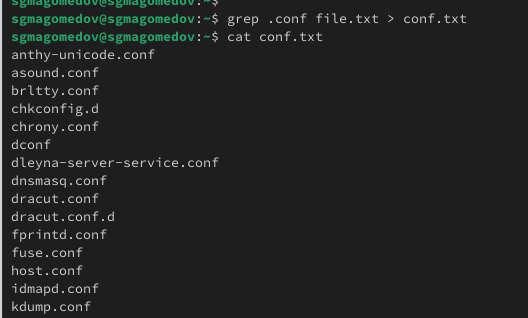 sgmagomedov@sgmagomedov:~$
sgmagomedov@sgmagomedov:~$ grep .conf file.txt > conf.txt
sgmagomedov@sgmagomedov:~$ cat conf.txt
anthy-unicode.conf
asound.conf
brltty.conf
chkconfig.d
chrony.conf
dconf
dleyna-server-service.conf
dnsmasq.conf
dracut.conf
dracut.conf.d
fprintd.conf
fuse.conf
host.conf
idmapd.conf
kdump.conf